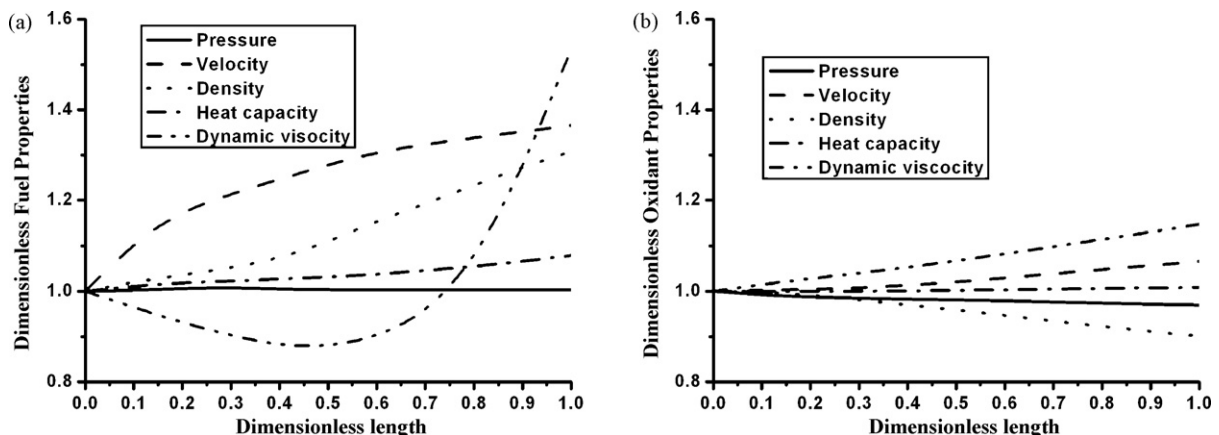 (a)
Dimensionless Fuel Properties
1.6
1.4
1.2
1.0
0.8
Pressure
Velocity
Density
Heat capacity
Dynamic visocity
0.0 0.1 0.2 0.3 0.4 0.5 0.6 0.7 0.8 0.9 1.0
Dimensionless length
(b)
Dimensionless Oxidant Properties
1.6
1.4
1.2
1.0
0.8
Pressure
Velocity
Density
Heat capacity
Dynamic viscocity
0.0 0.1 0.2 0.3 0.4 0.5 0.6 0.7 0.8 0.9 1.0
Dimensionless length